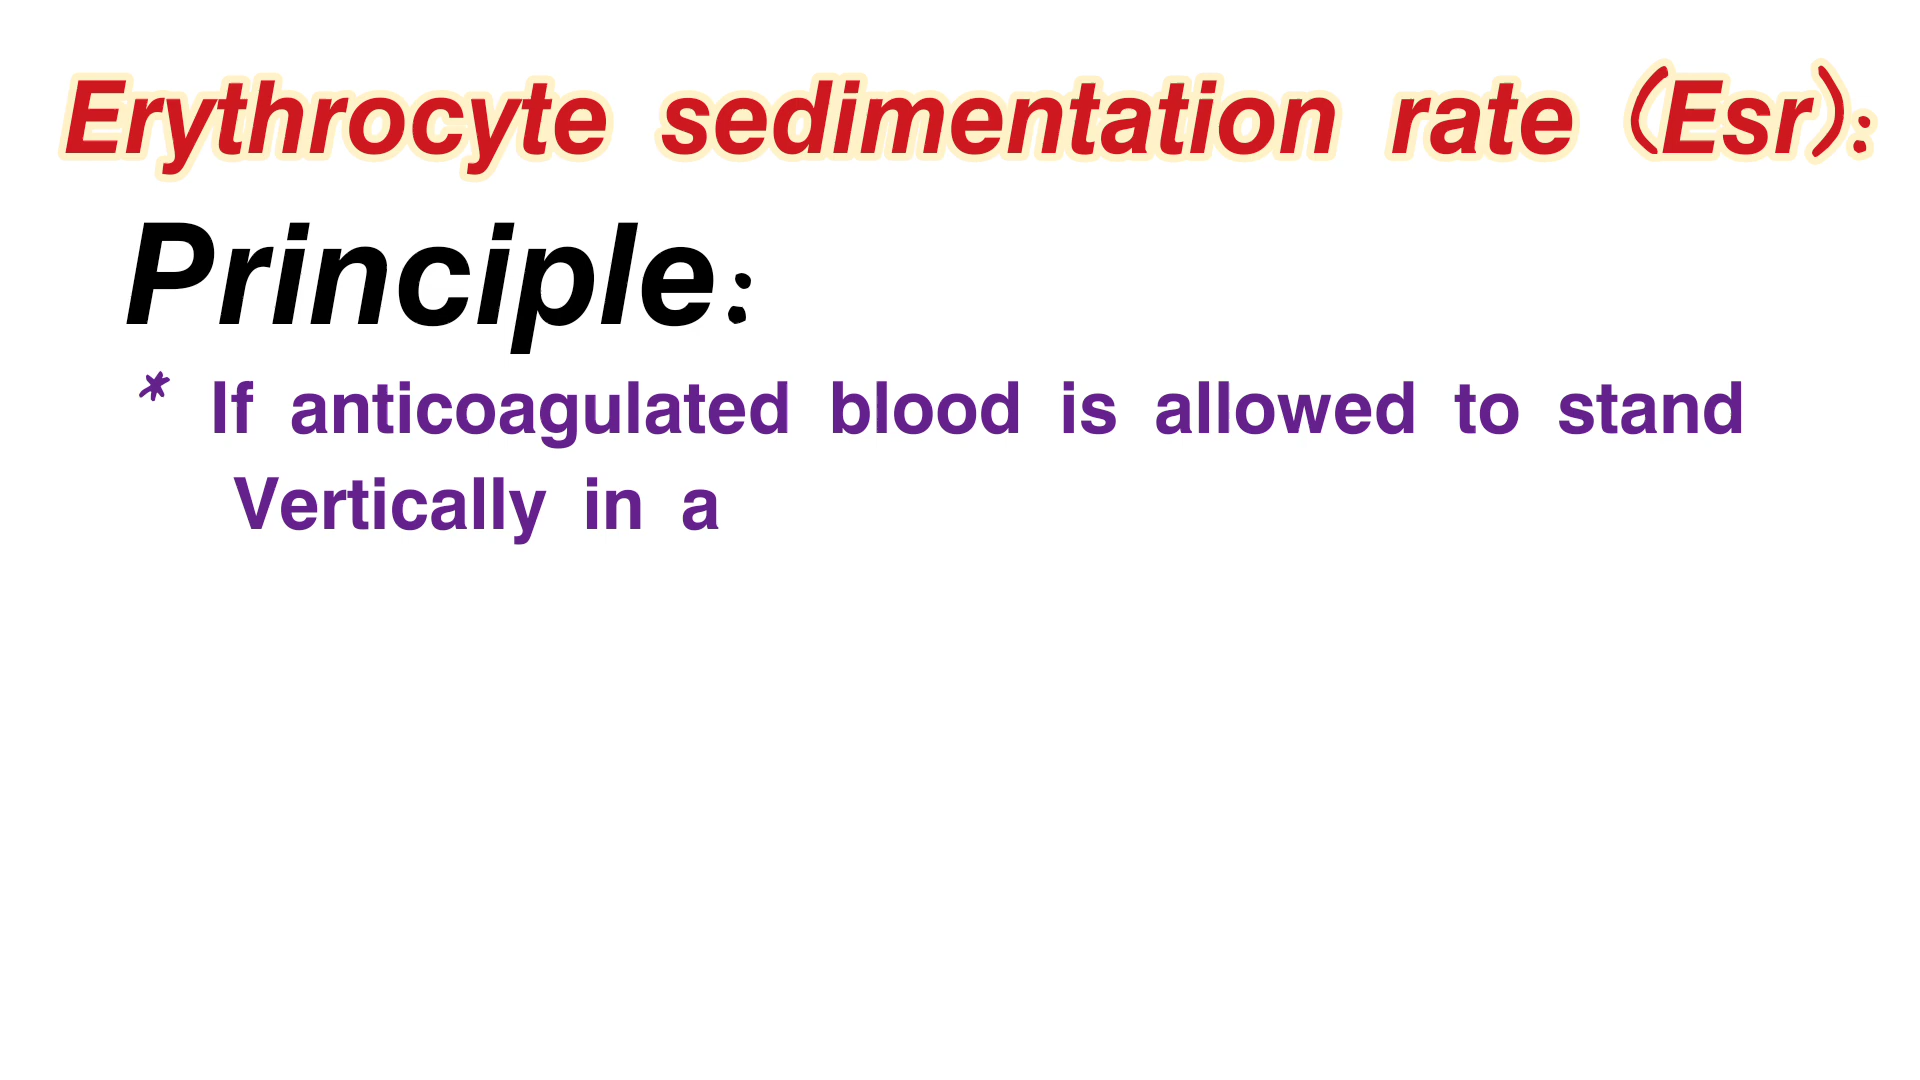 Erythrocyte sedimentation rate (Esr):
Principle:
* If anticoagulated blood is allowed to stand
Vertically in a